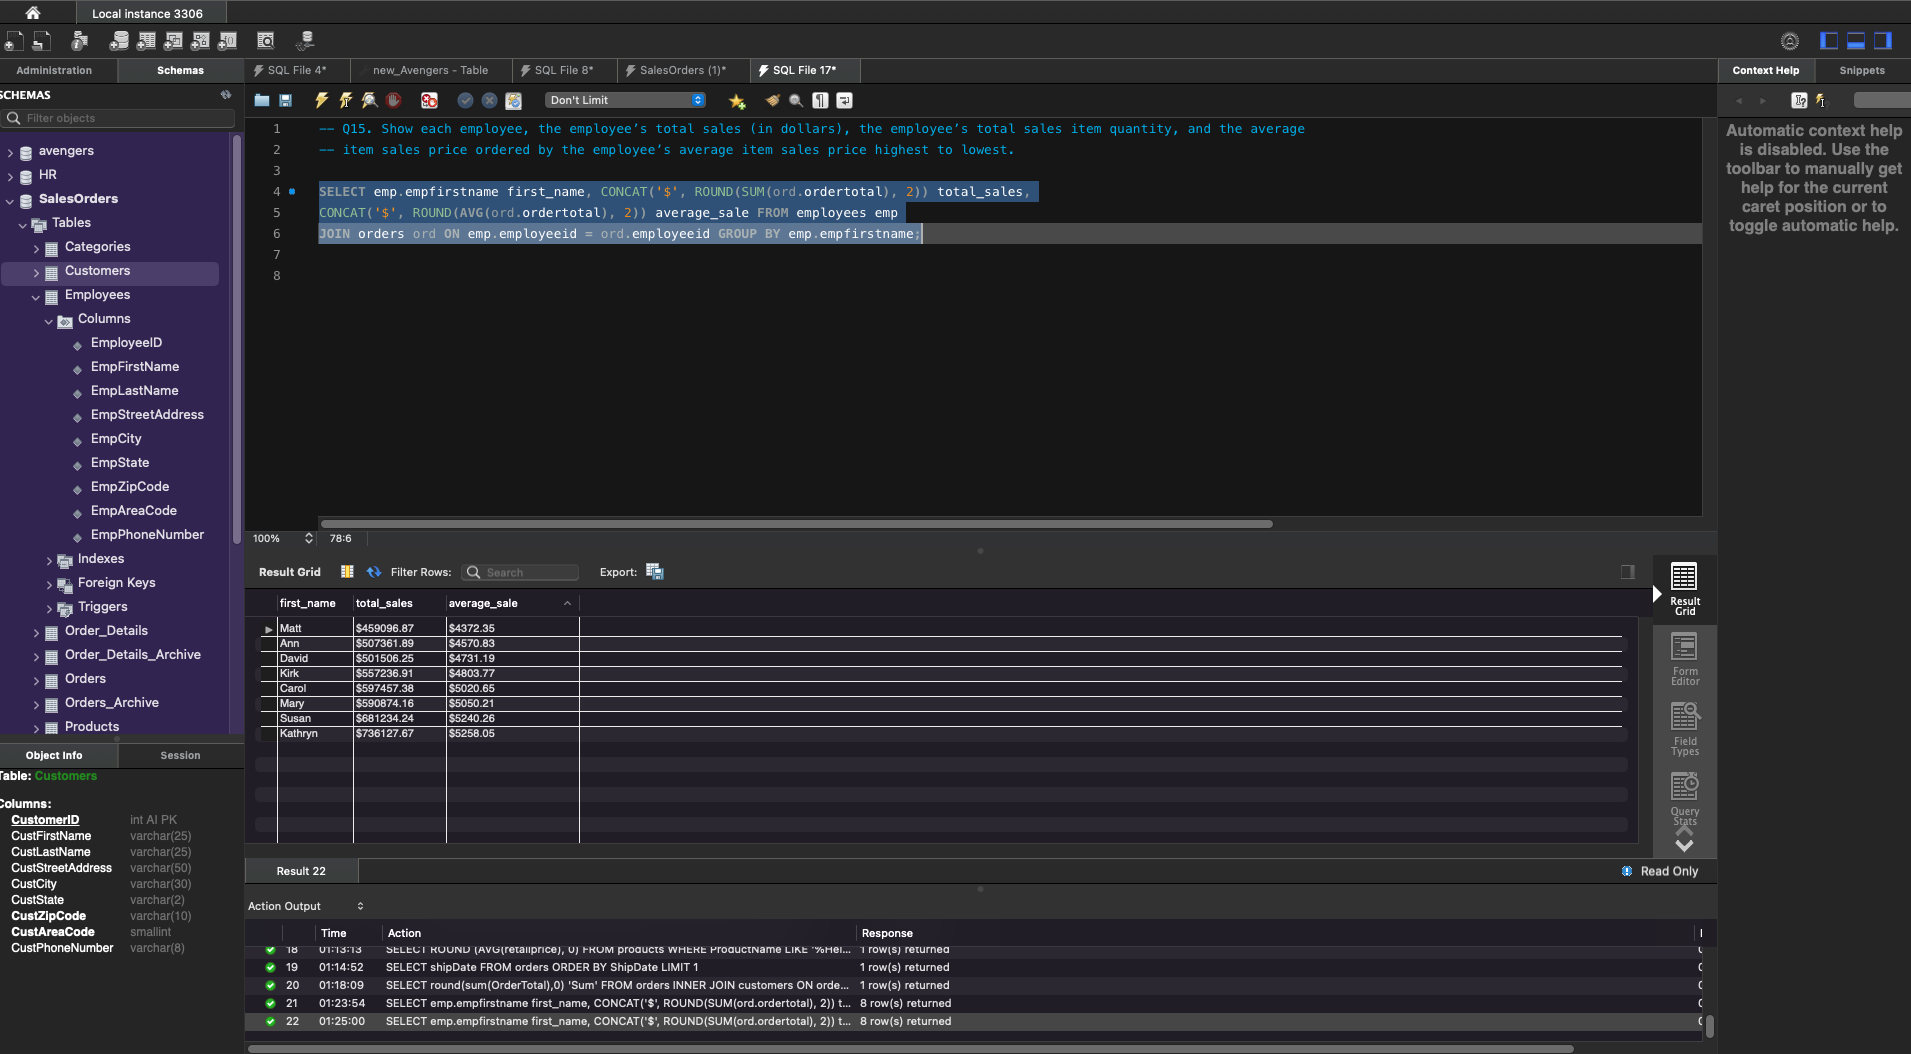 Local instance 3306
Administration
Schemas
SQL File 4*
new_Avengers - Table
SQL File 8*
SalesOrders (1)*
SQL File 17*
Context Help
Snippets
SCHEMAS
Filter objects
avengers
HR
SalesOrders
Tables
Categories
Customers
Employees
Columns
EmployeeID
EmpFirstName
EmpLastName
EmpStreetAddress
EmpCity
EmpState
EmpZipCode
EmpAreaCode
EmpPhoneNumber
Indexes
Foreign Keys
Triggers
Order_Details
Order_Details_Archive
Orders
Orders_Archive
Products
Object Info
Session
Table: Customers
Columns:
CustomerID int AI PK
CustFirstName varchar(25)
CustLastName varchar(25)
CustStreetAddress varchar(50)
CustCity varchar(30)
CustState varchar(2)
CustZipCode varchar(10)
CustAreaCode smallint
CustPhoneNumber varchar(8)
Don't Limit
1 -- Q15. Show each employee, the employee’s total sales (in dollars), the employee’s total sales item quantity, and the average
2 -- item sales price ordered by the employee’s average item sales price highest to lowest.
3
4 SELECT emp.empfirstname first_name, CONCAT('$', ROUND(SUM(ord.ordertotal), 2)) total_sales,
5 CONCAT('$', ROUND(AVG(ord.ordertotal), 2)) average_sale FROM employees emp
6 JOIN orders ord ON emp.employeeid = ord.employeeid GROUP BY emp.empfirstname;
7
8
100%
78:6
Result Grid
Filter Rows:
Search
Export:
first_name total_sales average_sale
Matt $459096.87 $4372.35
Ann $507361.89 $4570.83
David $501506.25 $4731.19
Kirk $557236.91 $4803.77
Carol $597457.38 $5020.65
Mary $590874.16 $5050.21
Susan $681234.24 $5240.26
Kathryn $736127.67 $5258.05
Result
Grid
Form
Editor
Field
Types
Query
Stats
Result 22
Read Only
Action Output
Time Action Response
18 01:13:13 SELECT ROUND (AVG(retailprice), 0) FROM products WHERE ProductName LIKE '%Hel... 1 row(s) returned
19 01:14:52 SELECT shipDate FROM orders ORDER BY ShipDate LIMIT 1 1 row(s) returned
20 01:18:09 SELECT round(sum(OrderTotal),0) 'Sum' FROM orders INNER JOIN customers ON orde... 1 row(s) returned
21 01:23:54 SELECT emp.empfirstname first_name, CONCAT('$', ROUND(SUM(ord.ordertotal), 2)) t... 8 row(s) returned
22 01:25:00 SELECT emp.empfirstname first_name, CONCAT('$', ROUND(SUM(ord.ordertotal), 2)) t... 8 row(s) returned
Automatic context help
is disabled. Use the
toolbar to manually get
help for the current
caret position or to
toggle automatic help.